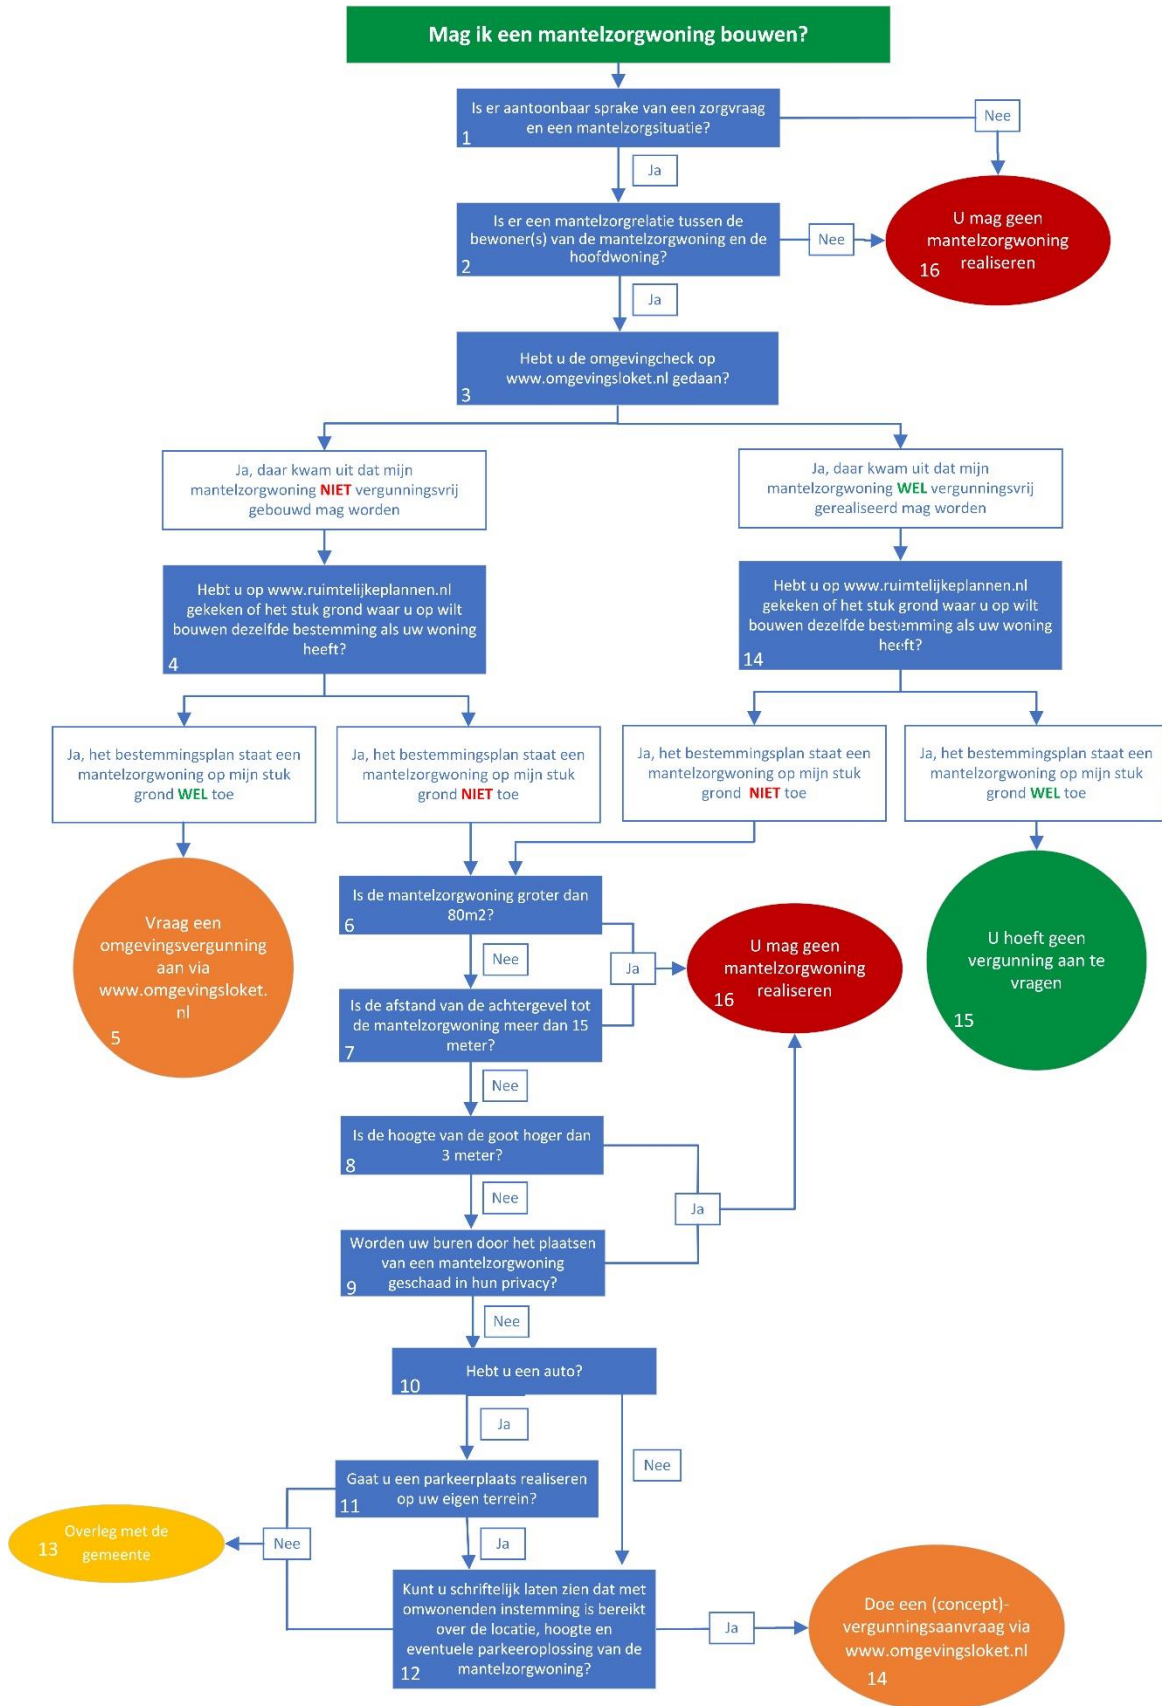 Mag ik een mantelzorgwoning bouwen?
Is er aantoonbaar sprake van een zorgvraag
en een mantelzorgsituatie?
1
Nee
Ja
Is er een mantelzorgrelatie tussen de
bewoner(s) van de mantelzorgwoning en de
hoofdwoning?
2
Nee
U mag geen
mantelzorgwoning
realiseren
16
Ja
Hebt u de omgevingcheck op
www.omgevingsloket.nl gedaan?
3
Ja, daar kwam uit dat mijn
mantelzorgwoning NIET vergunningsvrij
gebouwd mag worden
Ja, daar kwam uit dat mijn
mantelzorgwoning WEL vergunningsvrij
gerealiseerd mag worden
Hebt u op www.ruimtelijkeplannen.nl
gekeken of het stuk grond waar u op wilt
bouwen dezelfde bestemming als uw woning
heeft?
4
Hebt u op www.ruimtelijkeplannen.nl
gekeken of het stuk grond waar u op wilt
bouwen dezelfde bestemming als uw woning
heeft?
14
Ja, het bestemmingsplan staat een
mantelzorgwoning op mijn stuk
grond WEL toe
Ja, het bestemmingsplan staat een
mantelzorgwoning op mijn stuk
grond NIET toe
Ja, het bestemmingsplan staat een
mantelzorgwoning op mijn stuk
grond NIET toe
Ja, het bestemmingsplan staat een
mantelzorgwoning op mijn stuk
grond WEL toe
Vraag een
omgevingsvergunning
aan via
www.omgevingsloket.
nl
5
Is de mantelzorgwoning groter dan
80m2?
6
Nee
Ja
U mag geen
mantelzorgwoning
realiseren
16
U hoeft geen
vergunning aan te
vragen
15
Is de afstand van de achtergevel tot
de mantelzorgwoning meer dan 15
meter?
7
Nee
Is de hoogte van de goot hoger dan
3 meter?
8
Nee
Ja
Worden uw buren door het plaatsen
van een mantelzorgwoning
geschaad in hun privacy?
9
Nee
Hebt u een auto?
10
Ja
Nee
Gaat u een parkeerplaats realiseren
op uw eigen terrein?
11
Overleg met de
gemeente
13
Nee
Ja
Kunt u schriftelijk laten zien dat met
omwonenden instemming is bereikt
over de locatie, hoogte en
eventuele parkeeroplossing van de
mantelzorgwoning?
12
Ja
Doe een (concept)-
vergunningsaanvraag via
www.omgevingsloket.nl
14